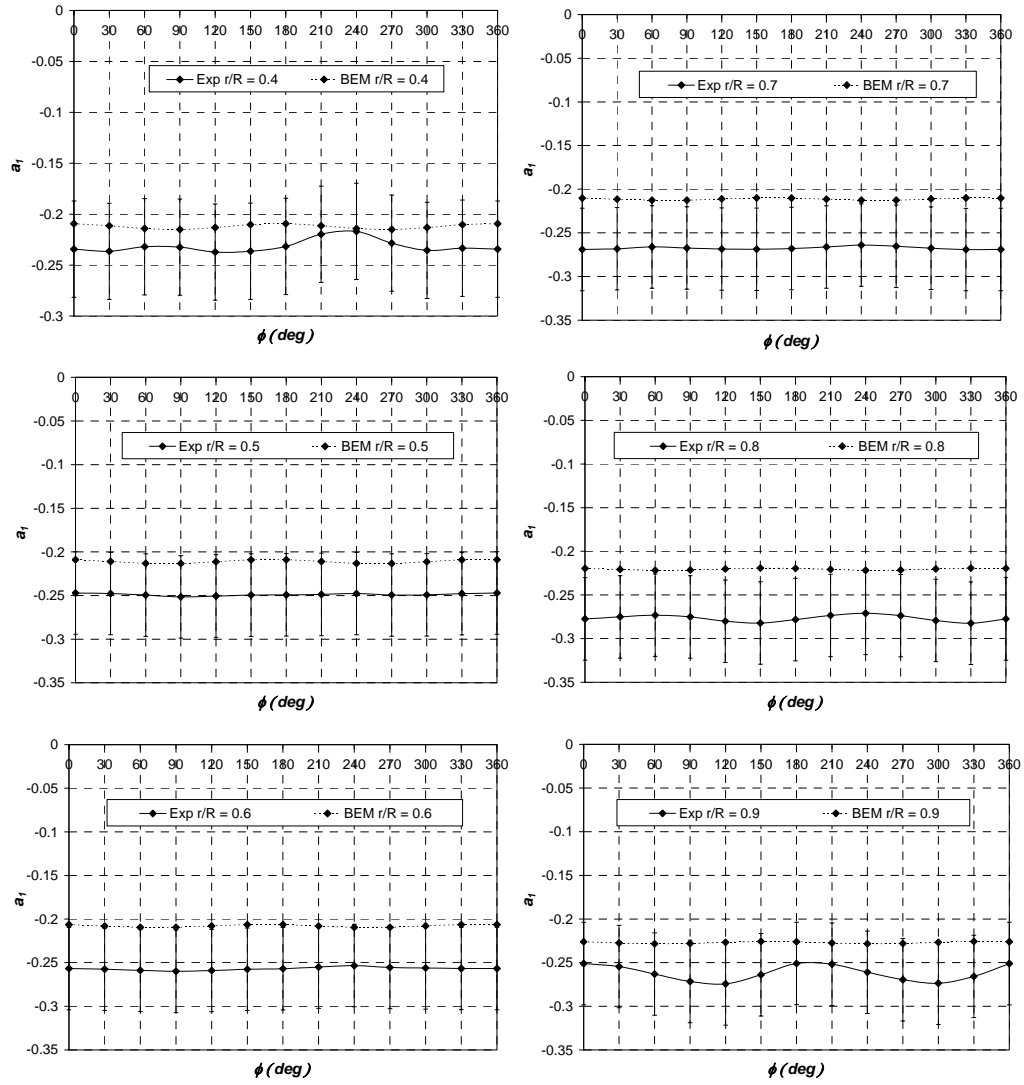 0
0 30 60 90 120 150 180 210 240 270 300 330 360
-0.05
Exp r/R = 0.4 BEM r/R = 0.4
-0.1
-0.15
a1
-0.2
-0.25
-0.3
ϕ (deg)
0
0 30 60 90 120 150 180 210 240 270 300 330 360
-0.05
Exp r/R = 0.7 BEM r/R = 0.7
-0.1
-0.15
a1
-0.2
-0.25
-0.3
-0.35
ϕ (deg)
0
0 30 60 90 120 150 180 210 240 270 300 330 360
-0.05
Exp r/R = 0.5 BEM r/R = 0.5
-0.1
-0.15
a1
-0.2
-0.25
-0.3
-0.35
ϕ (deg)
0
0 30 60 90 120 150 180 210 240 270 300 330 360
-0.05
Exp r/R = 0.8 BEM r/R = 0.8
-0.1
-0.15
a1
-0.2
-0.25
-0.3
-0.35
ϕ (deg)
0
0 30 60 90 120 150 180 210 240 270 300 330 360
-0.05
Exp r/R = 0.6 BEM r/R = 0.6
-0.1
-0.15
a1
-0.2
-0.25
-0.3
-0.35
ϕ (deg)
0
0 30 60 90 120 150 180 210 240 270 300 330 360
-0.05
Exp r/R = 0.9 BEM r/R = 0.9
-0.1
-0.15
a1
-0.2
-0.25
-0.3
-0.35
ϕ (deg)